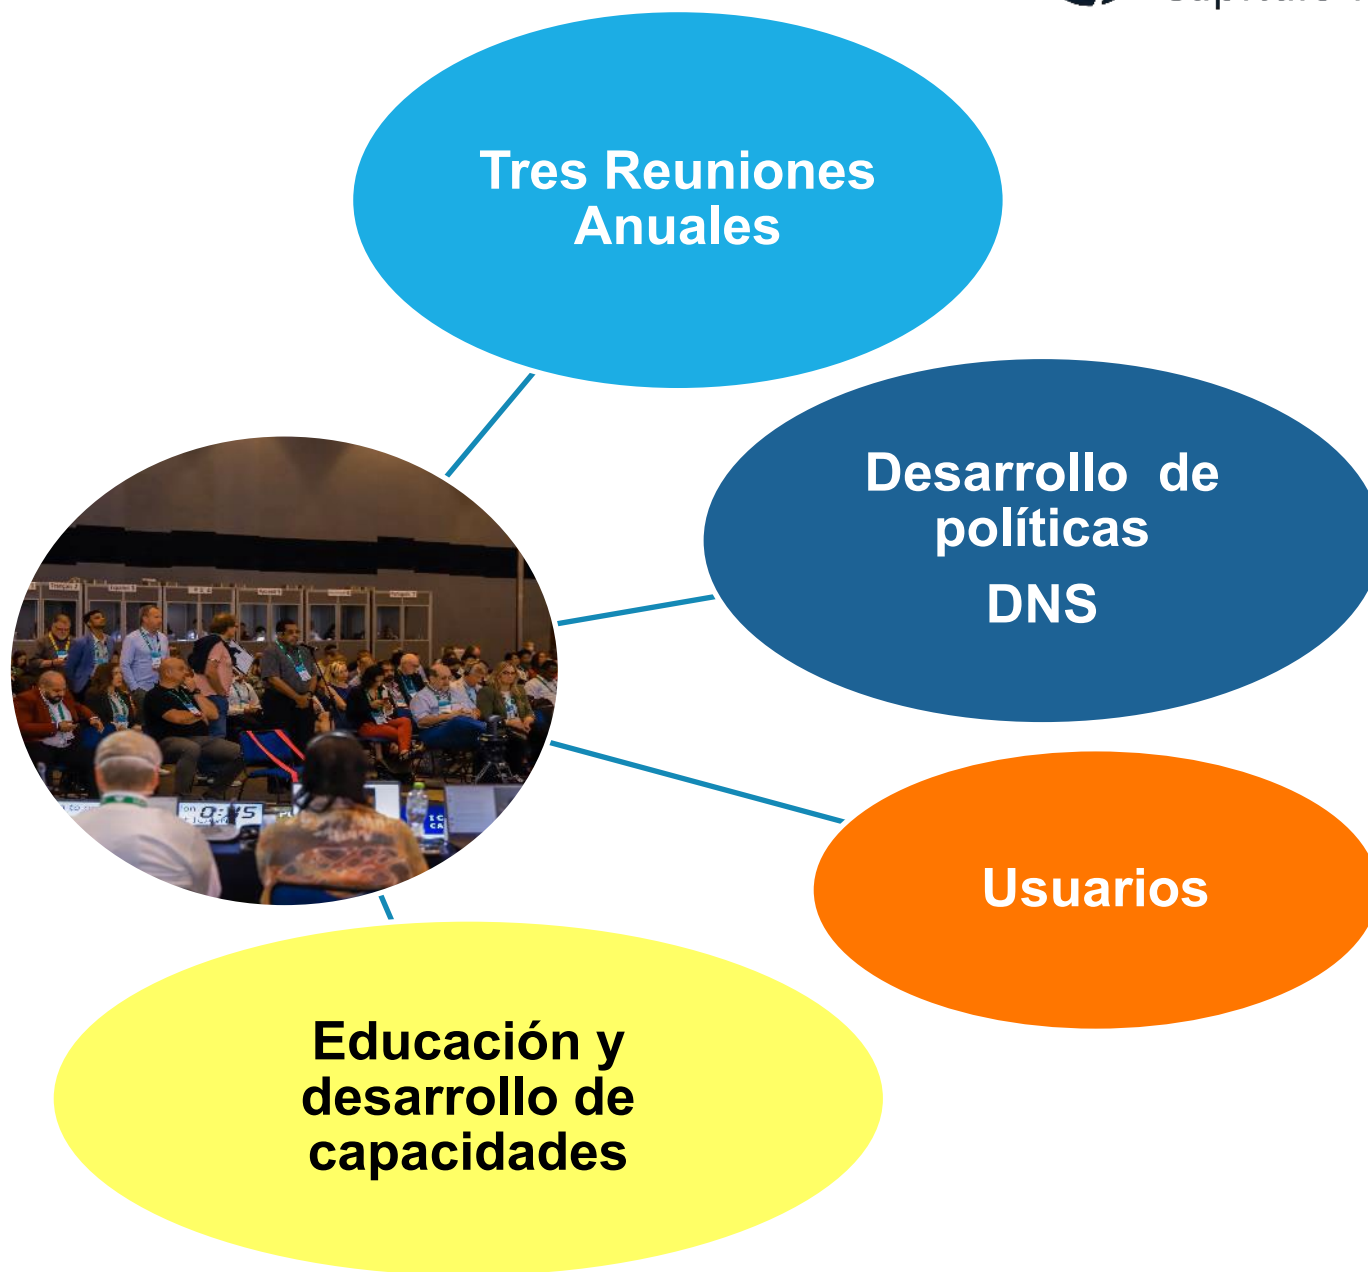 Tres Reuniones
Anuales
Desarrollo de
políticas
DNS
Usuarios
Educación y
desarrollo de
capacidades